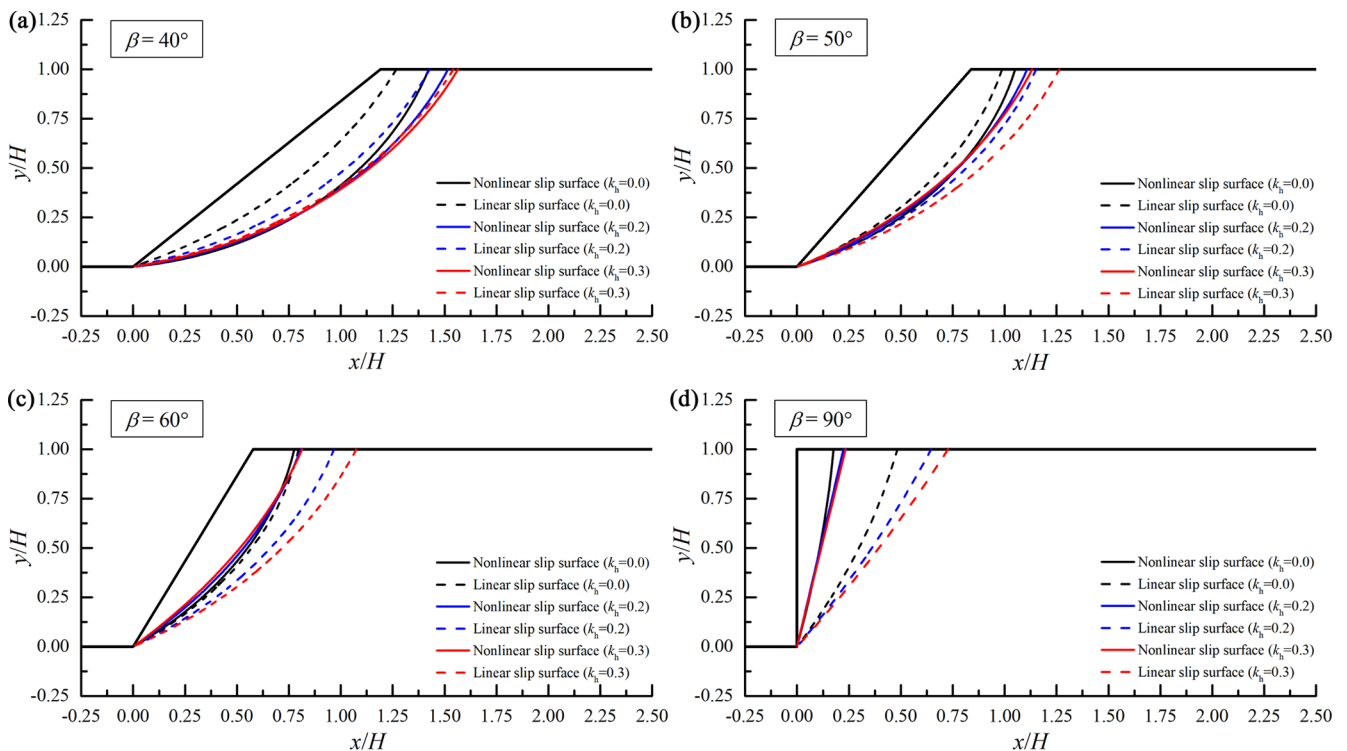 (a)
β = 40°
1.25
1.00
0.75
0.50
0.25
0.00
-0.25
y/H
Nonlinear slip surface (kh=0.0)
Linear slip surface (kh=0.0)
Nonlinear slip surface (kh=0.2)
Linear slip surface (kh=0.2)
Nonlinear slip surface (kh=0.3)
Linear slip surface (kh=0.3)
-0.25 0.00 0.25 0.50 0.75 1.00 1.25 1.50 1.75 2.00 2.25 2.50
x/H
(b)
β = 50°
1.25
1.00
0.75
0.50
0.25
0.00
-0.25
y/H
Nonlinear slip surface (kh=0.0)
Linear slip surface (kh=0.0)
Nonlinear slip surface (kh=0.2)
Linear slip surface (kh=0.2)
Nonlinear slip surface (kh=0.3)
Linear slip surface (kh=0.3)
-0.25 0.00 0.25 0.50 0.75 1.00 1.25 1.50 1.75 2.00 2.25 2.50
x/H
(c)
β = 60°
1.25
1.00
0.75
0.50
0.25
0.00
-0.25
y/H
Nonlinear slip surface (kh=0.0)
Linear slip surface (kh=0.0)
Nonlinear slip surface (kh=0.2)
Linear slip surface (kh=0.2)
Nonlinear slip surface (kh=0.3)
Linear slip surface (kh=0.3)
-0.25 0.00 0.25 0.50 0.75 1.00 1.25 1.50 1.75 2.00 2.25 2.50
x/H
(d)
β = 90°
1.25
1.00
0.75
0.50
0.25
0.00
-0.25
y/H
Nonlinear slip surface (kh=0.0)
Linear slip surface (kh=0.0)
Nonlinear slip surface (kh=0.2)
Linear slip surface (kh=0.2)
Nonlinear slip surface (kh=0.3)
Linear slip surface (kh=0.3)
-0.25 0.00 0.25 0.50 0.75 1.00 1.25 1.50 1.75 2.00 2.25 2.50
x/H